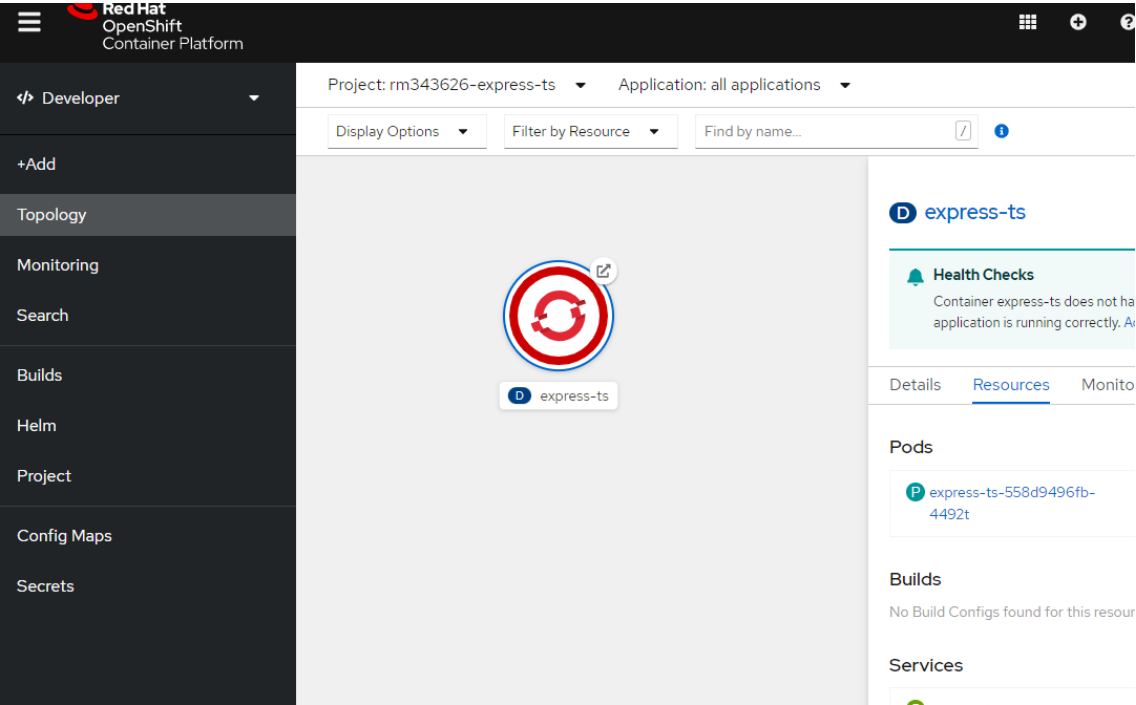 Red Hat
OpenShift
Container Platform
Developer
+Add
Topology
Monitoring
Search
Builds
Helm
Project
Config Maps
Secrets
Project: rm343626-express-ts
Application: all applications
Display Options
Filter by Resource
Find by name...
/
D express-ts
D express-ts
Health Checks
Container express-ts does not ha
application is running correctly. Ad
Details
Resources
Monito
Pods
P express-ts-558d9496fb-
4492t
Builds
No Build Configs found for this resour
Services